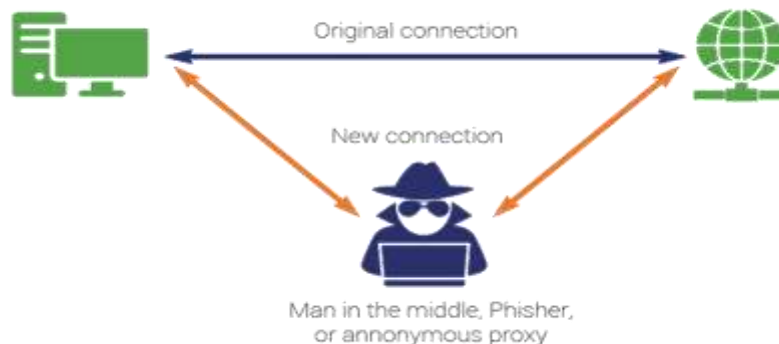 Original connection
New connection
Man in the middle, Phisher,
or annonymous proxy